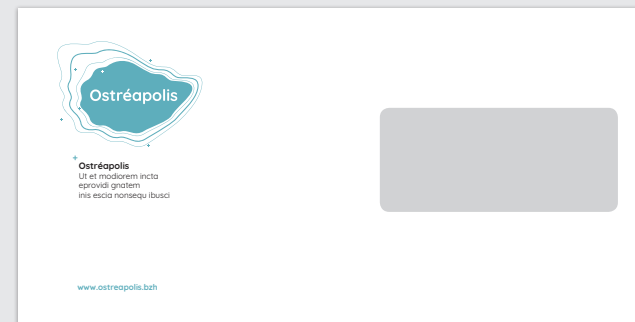 Ostréapolis
Ostréapolis
Ut et modiorem incta
eprovidi gnatem
inis escia nonsequ ibusci
www.ostreapolis.bzh